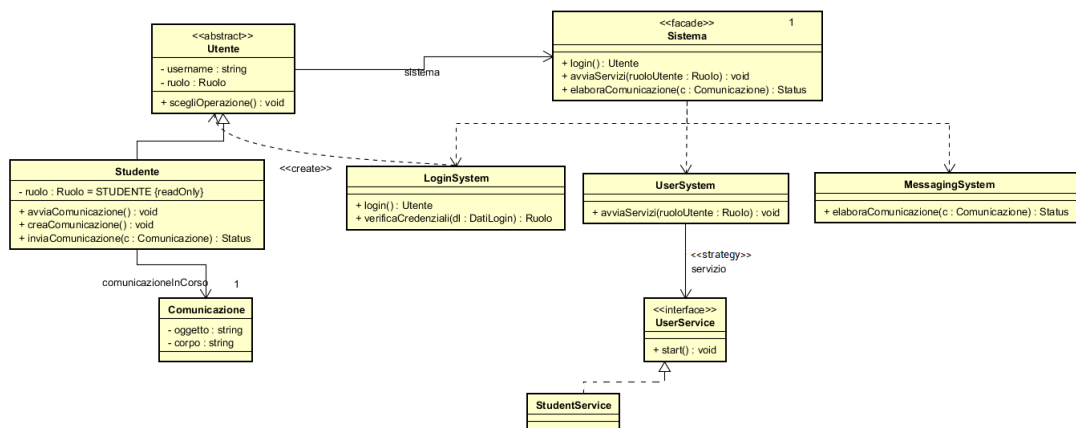 <<abstract>>
Utente
- username : string
- ruolo : Ruolo
+ scegliOperazione() : void
sistema
<<facade>>
1
Sistema
+ login() : Utente
+ avviaServizi(ruoloUtente : Ruolo) : void
+ elaboraComunicazione(c : Comunicazione) : Status
Studente
- ruolo : Ruolo = STUDENTE {readOnly}
+ avviaComunicazione() : void
+ creaComunicazione() : void
+ inviaComunicazione(c : Comunicazione) : Status
<<create>>
LoginSystem
+ login() : Utente
+ verificaCredenziali(dl : DatiLogin) : Ruolo
UserSystem
+ avviaServizi(ruoloUtente : Ruolo) : void
MessagingSystem
+ elaboraComunicazione(c : Comunicazione) : Status
comunicazioneInCorso
1
Comunicazione
- oggetto : string
- corpo : string
<<strategy>>
servizio
<<interface>>
UserService
+ start() : void
StudentService